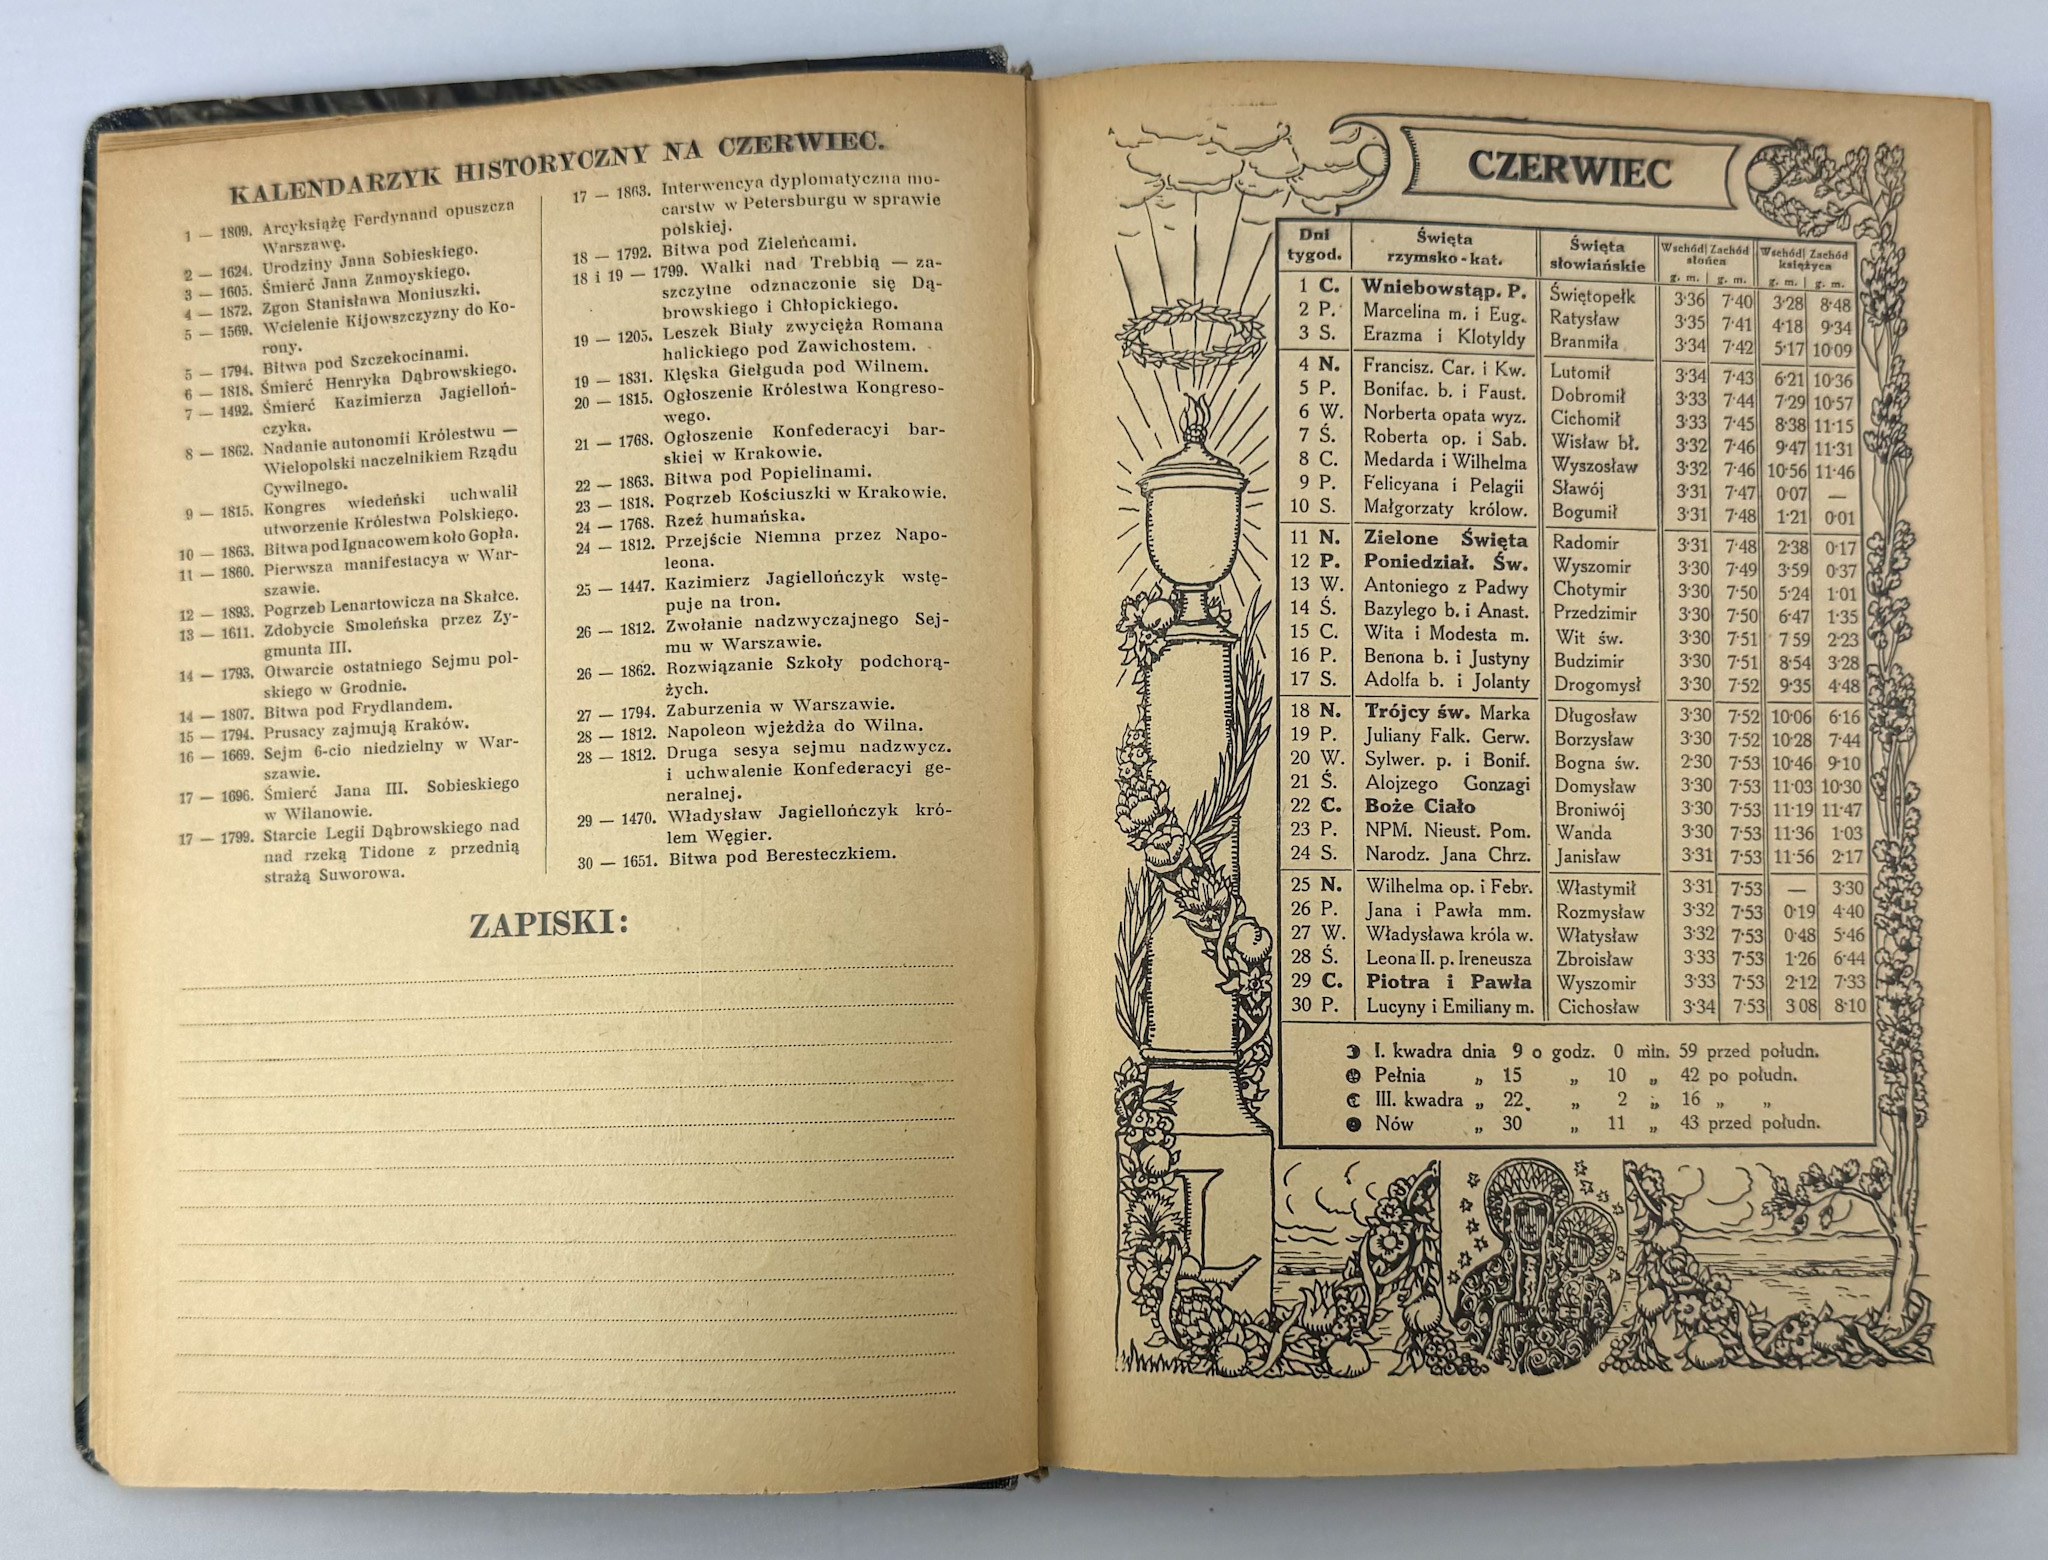 KALENDARZYK HISTORYCZNY NA CZERWIEC.
1 — 1809. Arcyksiążę Ferdynand opuszcza
Warszawę.
2 — 1624. Urodziny Jana Sobieskiego.
3 — 1605. Śmierć Jana Zamoyskiego.
4 — 1872. Zgon Stanisława Moniuszki.
5 — 1569. Wcielenie Kijowszczyzny do Ko-
rony.
5 — 1794. Bitwa pod Szczekocinami.
6 — 1818. Śmierć Henryka Dąbrowskiego.
7 — 1492. Śmierć Kazimierza Jagielloń-
czyka.
8 — 1862. Nadanie autonomii Królestwu —
Wielopolski naczelnikiem Rządu
Cywilnego.
9 — 1815. Kongres wiedeński uchwalił
utworzenie Królestwa Polskiego.
10 — 1863. Bitwa pod Ignacowem koło Gopła.
11 — 1860. Pierwsza manifestacya w War-
szawie.
12 — 1893. Pogrzeb Lenartowicza na Skałce.
13 — 1611. Zdobycie Smoleńska przez Zy-
gmunta III.
14 — 1793. Otwarcie ostatniego Sejmu pol-
skiego w Grodnie.
14 — 1807. Bitwa pod Frydlandem.
15 — 1794. Prusacy zajmują Kraków.
16 — 1669. Sejm 6-cio niedzielny w War-
szawie.
17 — 1696. Śmierć Jana III. Sobieskiego
w Wilanowie.
17 — 1799. Starcie Legii Dąbrowskiego nad
nad rzeką Tidone z przednią
strażą Suworowa.
17 — 1863. Interwencya dyplomatyczna mo-
carstw w Petersburgu w sprawie
polskiej.
18 — 1792. Bitwa pod Zieleńcami.
18 i 19 — 1799. Walki nad Trebbią — za-
szczytne odznaczonie się Dą-
browskiego i Chłopickiego.
19 — 1205. Leszek Biały zwycięża Romana
halickiego pod Zawichostem.
19 — 1831. Klęska Giełguda pod Wilnem.
20 — 1815. Ogłoszenie Królestwa Kongreso-
wego.
21 — 1768. Ogłoszenie Konfederacyi bar-
skiej w Krakowie.
22 — 1863. Bitwa pod Popielinami.
23 — 1818. Pogrzeb Kościuszki w Krakowie.
24 — 1768. Rzeź humańska.
24 — 1812. Przejście Niemna przez Napo-
leona.
25 — 1447. Kazimierz Jagiellończyk wstę-
puje na tron.
26 — 1812. Zwołanie nadzwyczajnego Sej-
mu w Warszawie.
26 — 1862. Rozwiązanie Szkoły podchorą-
żych.
27 — 1794. Zaburzenia w Warszawie.
28 — 1812. Napoleon wjeżdża do Wilna.
28 — 1812. Druga sesya sejmu nadzwycz.
i uchwalenie Konfederacyi ge-
neralnej.
29 — 1470. Władysław Jagiellończyk kró-
lem Węgier.
30 — 1651. Bitwa pod Beresteczkiem.
ZAPISKI:
CZERWIEC
Dni tygod. Święta rzymsko-kat. Święta słowiańskie Wschód Zachód słońca Wschód Zachód księżyca
g. m. g. m. g. m. g. m.
1 C. Wniebowstąp. P. Świętopełk 3·36 7·40 3·28 8·48
2 P. Marcelina m. i Eug. Ratysław 3·35 7·41 4·18 9·34
3 S. Erazma i Klotyldy Branmiła 3·34 7·42 5·17 10·09
4 N. Francisz. Car. i Kw. Lutomił 3·34 7·43 6·21 10·36
5 P. Bonifac. b. i Faust. Dobromił 3·33 7·44 7·29 10·57
6 W. Norberta opata wyz. Cichomił 3·33 7·45 8·38 11·15
7 Ś. Roberta op. i Sab. Wisław bł. 3·32 7·46 9·47 11·31
8 C. Medarda i Wilhelma Wyszosław 3·32 7·46 10·56 11·46
9 P. Felicyana i Pelagii Sławój 3·31 7·47 0·07 —
10 S. Małgorzaty królow. Bogumił 3·31 7·48 1·21 0·01
11 N. Zielone Święta Radomir 3·31 7·48 2·38 0·17
12 P. Poniedział. Św. Wyszomir 3·30 7·49 3·59 0·37
13 W. Antoniego z Padwy Chotymir 3·30 7·50 5·24 1·01
14 Ś. Bazylego b. i Anast. Przedzimir 3·30 7·50 6·47 1·35
15 C. Wita i Modesta m. Wit św. 3·30 7·51 7 59 2·23
16 P. Benona b. i Justyny Budzimir 3·30 7·51 8·54 3·28
17 S. Adolfa b. i Jolanty Drogomysł 3·30 7·52 9·35 4·48
18 N. Trójcy św. Marka Długosław 3·30 7·52 10·06 6·16
19 P. Juliany Falk. Gerw. Borzysław 3·30 7·52 10·28 7·44
20 W. Sylwer. p. i Bonif. Bogna św. 2·30 7·53 10·46 9·10
21 Ś. Alojzego Gonzagi Domysław 3·30 7·53 11·03 10·30
22 C. Boże Ciało Broniwój 3·30 7·53 11·19 11·47
23 P. NPM. Nieust. Pom. Wanda 3·30 7·53 11·36 1·03
24 S. Narodz. Jana Chrz. Janisław 3·31 7·53 11·56 2·17
25 N. Wilhelma op. i Febr. Włastymił 3·31 7·53 — 3·30
26 P. Jana i Pawła mm. Rozmysław 3·32 7·53 0·19 4·40
27 W. Władysława króla w. Włatysław 3·32 7·53 0·48 5·46
28 Ś. Leona II. p. Ireneusza Zbroisław 3·33 7·53 1·26 6·44
29 C. Piotra i Pawła Wyszomir 3·33 7·53 2·12 7·33
30 P. Lucyny i Emiliany m. Cichosław 3·34 7·53 3 08 8·10
I. kwadra dnia 9 o godz. 0 min. 59 przed południ.
Pełnia „ 15 „ 10 „ 42 po południ.
III. kwadra „ 22 „ 2 „ 16 „ „
Nów „ 30 „ 11 „ 43 przed południ.